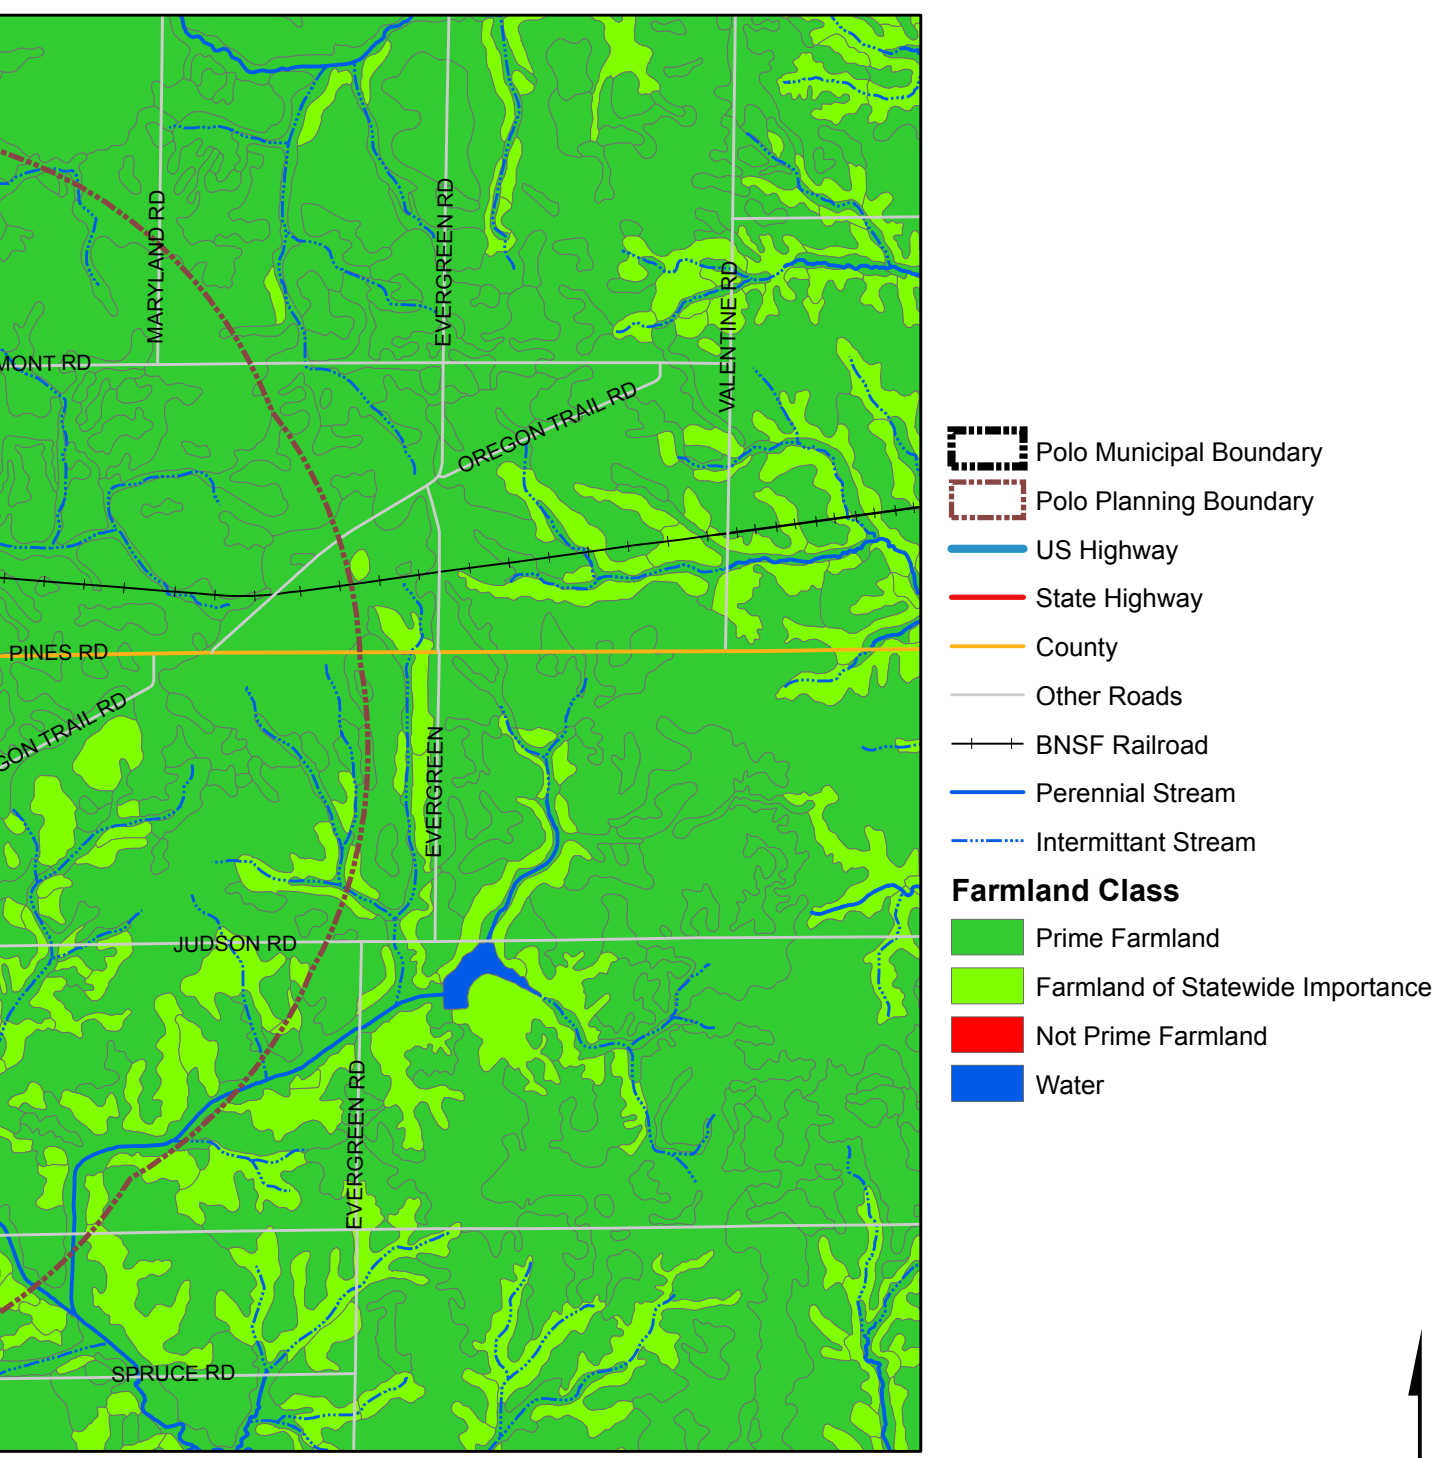 MARYLAND RD
EVERGREEN RD
VALENTINE RD
MONT RD
OREGON TRAIL RD
PINES RD
GON TRAIL RD
EVERGREEN
JUDSON RD
EVERGREEN RD
SPRUCE RD
Polo Municipal Boundary
Polo Planning Boundary
US Highway
State Highway
County
Other Roads
BNSF Railroad
Perennial Stream
Intermittant Stream
Farmland Class
Prime Farmland
Farmland of Statewide Importance
Not Prime Farmland
Water